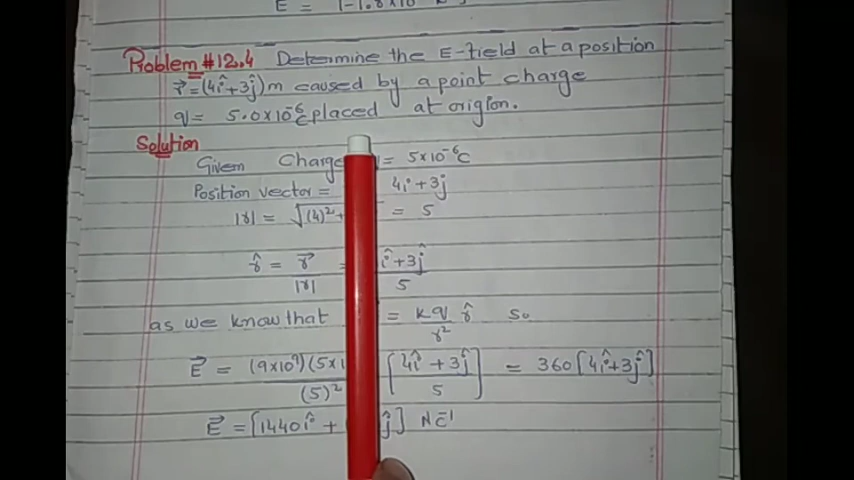 E = 
Problem #12.4 Determine the E-field at a position
r⃗ = (4î+3ĵ)m caused by a point charge
q = 5.0×10⁻⁶C placed at origion.
Solution
Given Charge = 5×10⁻⁶C
Position vector = 4i+3j
|r| = √(4)²+ = 5
r̂ = r⃗/|r| = î+3ĵ/5
as we know that = kq/r² r̂ so
E⃗ = (9×10⁹)(5×1 /(5)² [4î+3ĵ/5] = 360[4î+3ĵ]
E⃗ = [1440î + ĵ] NC⁻¹